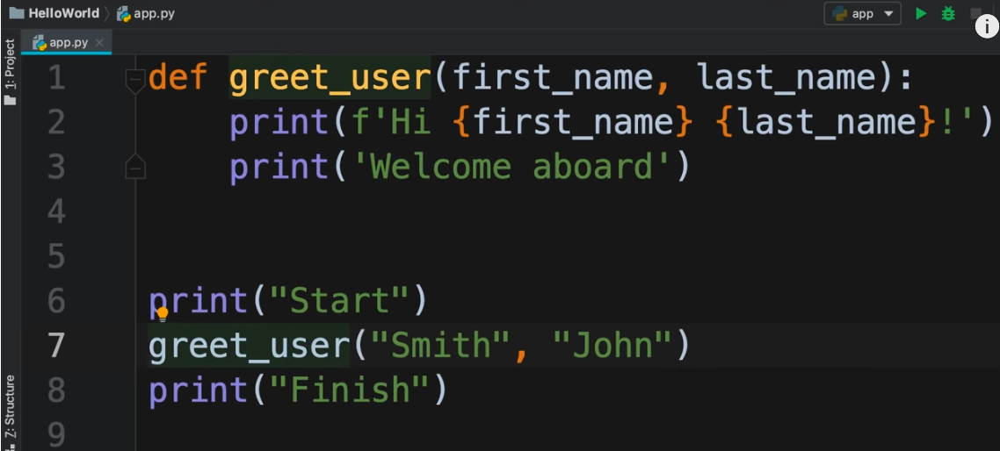 HelloWorld app.py
app
i
app.py ×
1: Project
1 def greet_user(first_name, last_name):
2     print(f'Hi {first_name} {last_name}!')
3     print('Welcome aboard')
4
5
6 print("Start")
7 greet_user("Smith", "John")
8 print("Finish")
9
Z: Structure